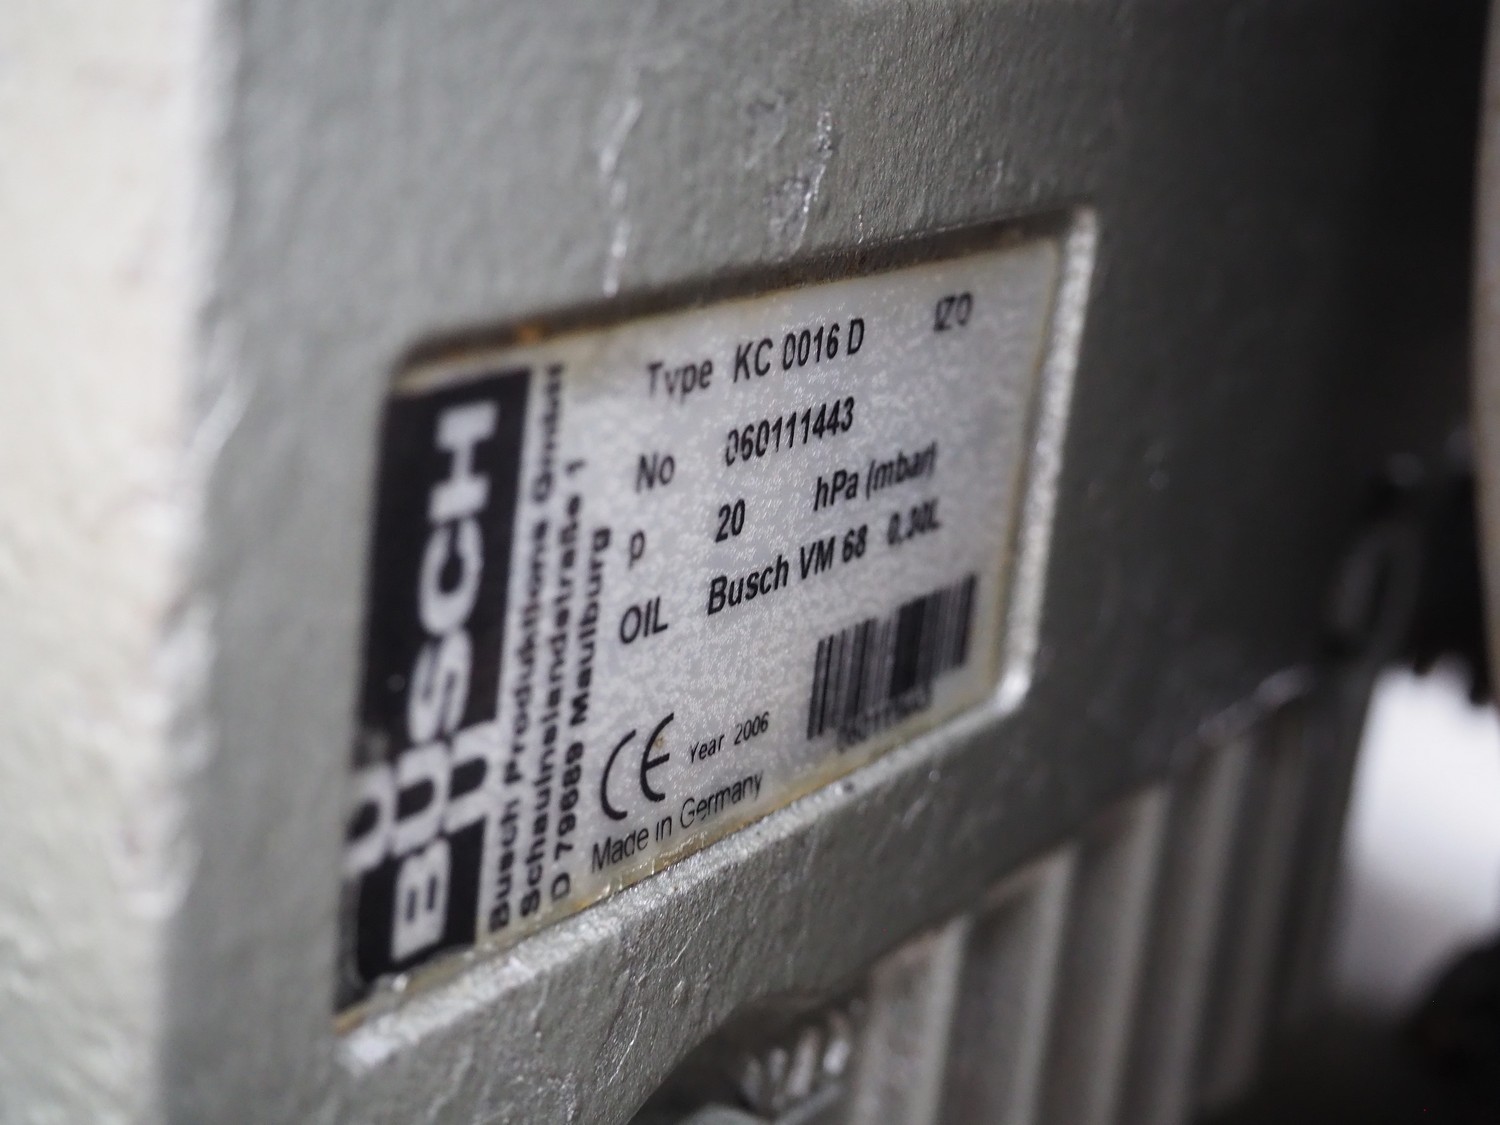 BUSCH
Busch Produktions GmbH
Schauinslandstraße 1
D 79689 Maulburg
Type KC 0016 D IZ0
No 060111443
p 20 hPa (mbar)
OIL Busch VM 68 0,30L
CE Year 2006
Made in Germany